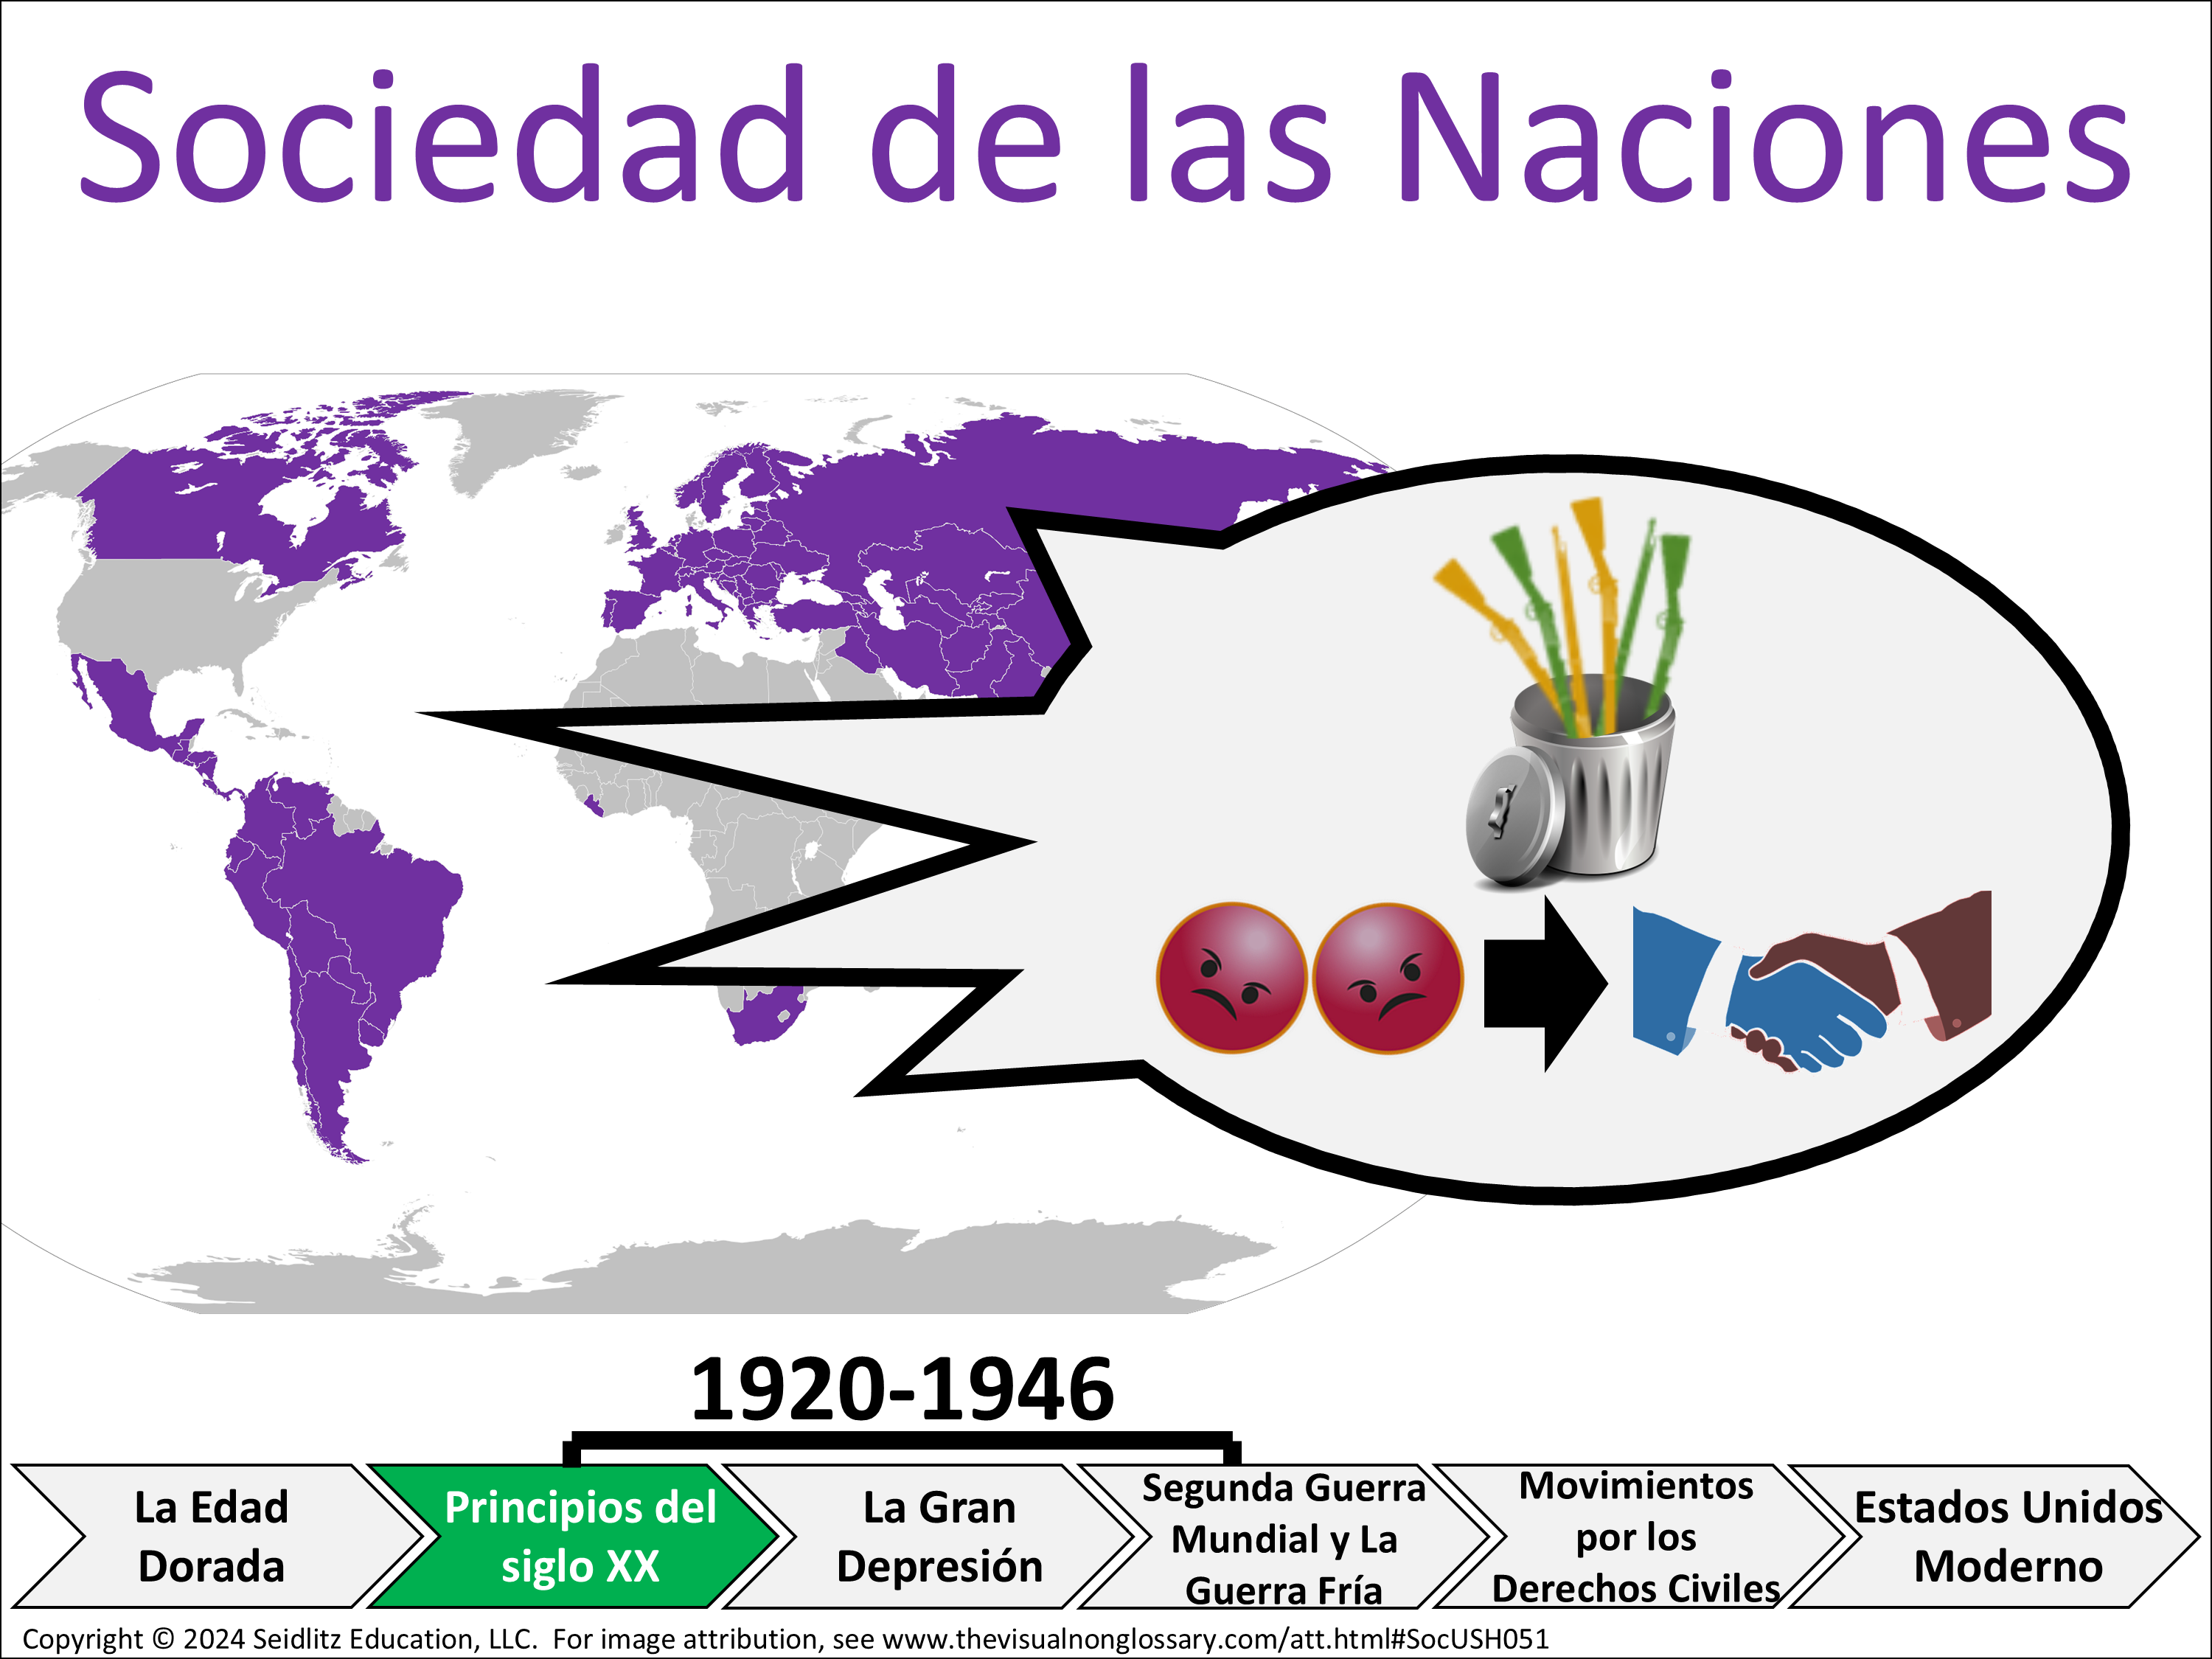 Sociedad de las Naciones
1920-1946
La Edad
Dorada
Principios del
siglo XX
La Gran
Depresión
Segunda Guerra
Mundial y La
Guerra Fría
Movimientos
por los
Derechos Civiles
Estados Unidos
Moderno
Copyright © 2024 Seidlitz Education, LLC.  For image attribution, see www.thevisualnonglossary.com/att.html#SocUSH051